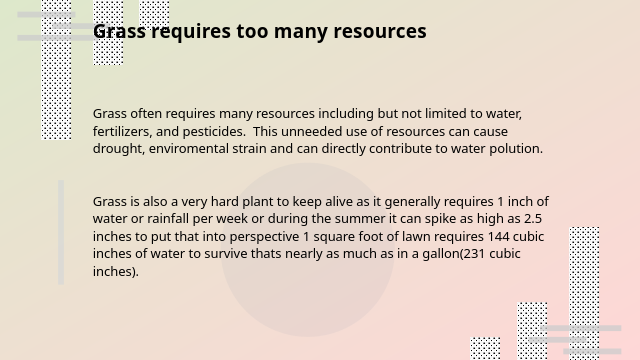 Grass requires too many resources
Grass often requires many resources including but not limited to water,
fertilizers, and pesticides.  This unneeded use of resources can cause
drought, enviromental strain and can directly contribute to water polution.
Grass is also a very hard plant to keep alive as it generally requires 1 inch of
water or rainfall per week or during the summer it can spike as high as 2.5
inches to put that into perspective 1 square foot of lawn requires 144 cubic
inches of water to survive thats nearly as much as in a gallon(231 cubic
inches).